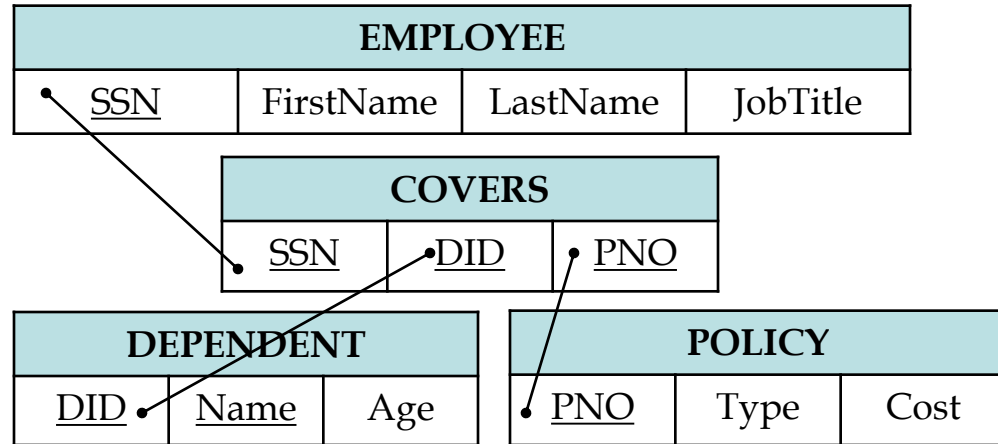 EMPLOYEE
SSN FirstName LastName JobTitle
COVERS
SSN DID PNO
DEPENDENT
DID Name Age
POLICY
PNO Type Cost